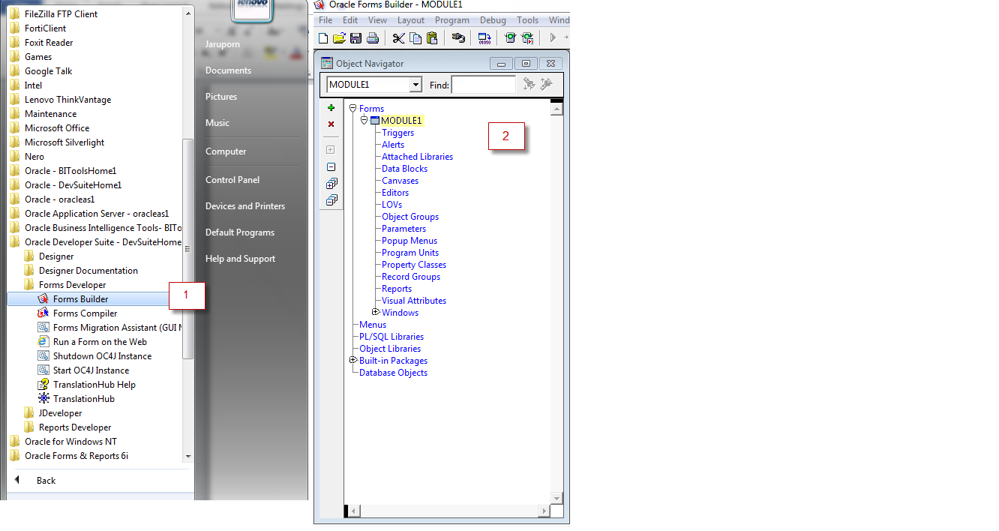 FileZilla FTP Client
FortiClient
Foxit Reader
Games
Google Talk
Intel
Lenovo ThinkVantage
Maintenance
Microsoft Office
Microsoft Silverlight
Nero
Oracle - BIToolsHome1
Oracle - DevSuiteHome1
Oracle - oracleas1
Oracle Application Server - oracleas1
Oracle Business Intelligence Tools- BITo
Oracle Developer Suite - DevSuiteHome
Designer
Designer Documentation
Forms Developer
Forms Builder
Forms Compiler
Forms Migration Assistant (GUI M
Run a Form on the Web
Shutdown OC4J Instance
Start OC4J Instance
TranslationHub Help
TranslationHub
JDeveloper
Reports Developer
Oracle for Windows NT
Oracle Forms & Reports 6i
Back
1
lenovo
Jaruporn
Documents
Pictures
Music
Computer
Control Panel
Devices and Printers
Default Programs
Help and Support
Oracle Forms Builder - MODULE1
File Edit View Layout Program Debug Tools Wind
Object Navigator
MODULE1 Find:
Forms
MODULE1
Triggers
Alerts
Attached Libraries
Data Blocks
Canvases
Editors
LOVs
Object Groups
Parameters
Popup Menus
Program Units
Property Classes
Record Groups
Reports
Visual Attributes
Windows
Menus
PL/SQL Libraries
Object Libraries
Built-in Packages
Database Objects
2